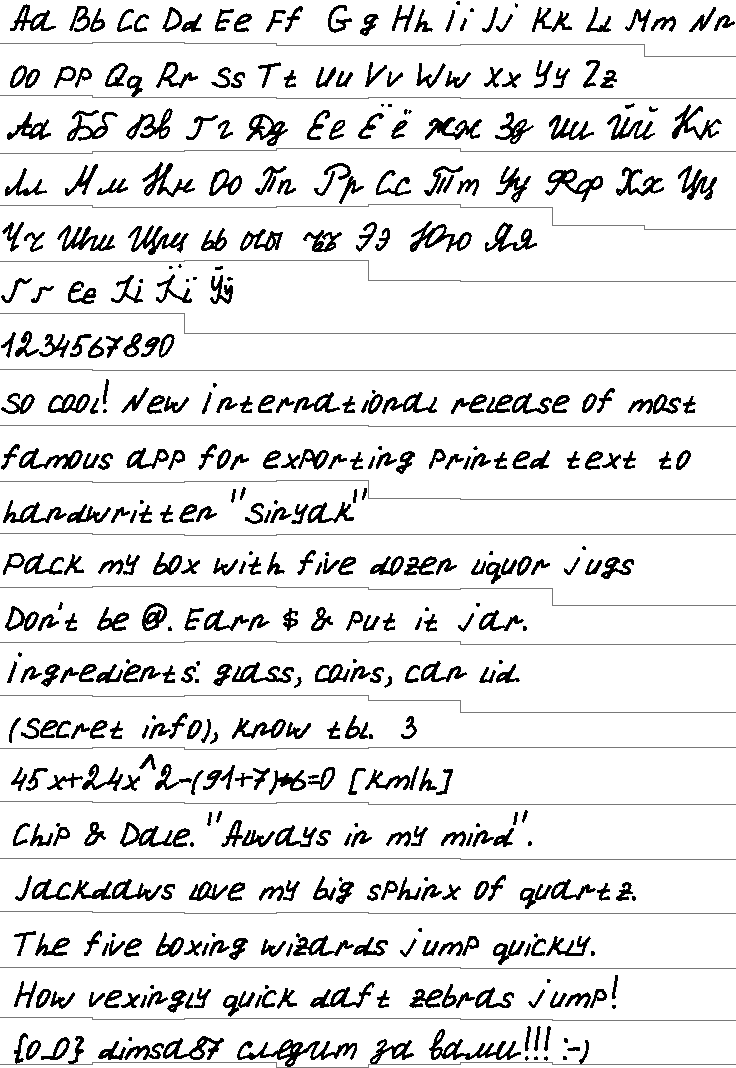 Aa Bb Cc Dd Ee Ff Gg Hh Ii Jj Kk Ll Mm Nn
Oo Pp Qq Rr Ss Tt Uu Vv Ww Xx Yy Zz
Аа Бб Вв Гг Дд Ее Ёё Жж Зз Ии Йй Кк
Лл Мм Нн Оо Пп Рр Сс Тт Уу Фф Хх Цц
Чч Шш Щщ ьь ыы ъъ Ээ Юю Яя
Ґґ Єє Іі Її Ўў
1234567890
So cool! New international release of most
famous app for exporting printed text to
handwritten "Sinyak"
Pack my box with five dozen liquor jugs
Don't be @. Earn $ & put it jar.
Ingredients: glass, coins, can lid.
(Secret info), know tbl. 3
45x+24x^2-(91+7)*6=0 [km/h]
Chip & Dale. "Always in my mind".
Jackdaws love my big sphinx of quartz.
The five boxing wizards jump quickly.
How vexingly quick daft zebras jump!
{O_O} dimsa87 следит за вами!!! :-)